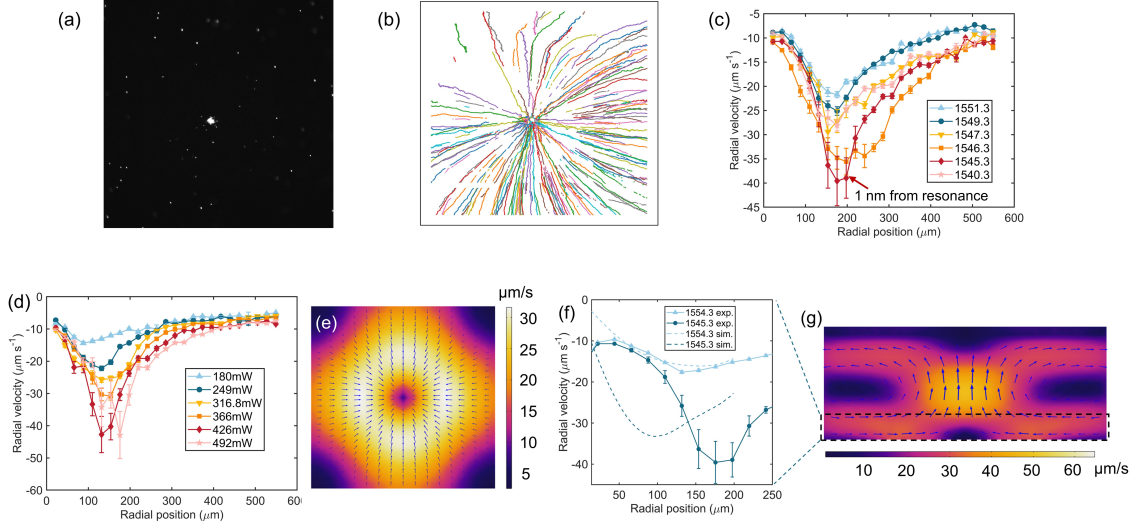 (a)
(b)
(c)
-5
-10
-15
-20
-25
-30
-35
-40
-45
Radial velocity (μm s⁻¹)
1551.3
1549.3
1547.3
1546.3
1545.3
1540.3
1 nm from resonance
0 100 200 300 400 500 600
Radial position (μm)
(d)
0
-10
-20
-30
-40
-50
-60
Radial velocity (μm s⁻¹)
180mW
249mW
316.8mW
366mW
426mW
492mW
0 100 200 300 400 500 600
Radial position (μm)
(e)
μm/s
30
25
20
15
10
5
(f)
0
-10
-20
-30
-40
Radial velocity (μm s⁻¹)
1554.3 exp.
1545.3 exp.
1554.3 sim.
1545.3 sim.
50 100 150 200 250
Radial position (μm)
(g)
10 20 30 40 50 60
μm/s